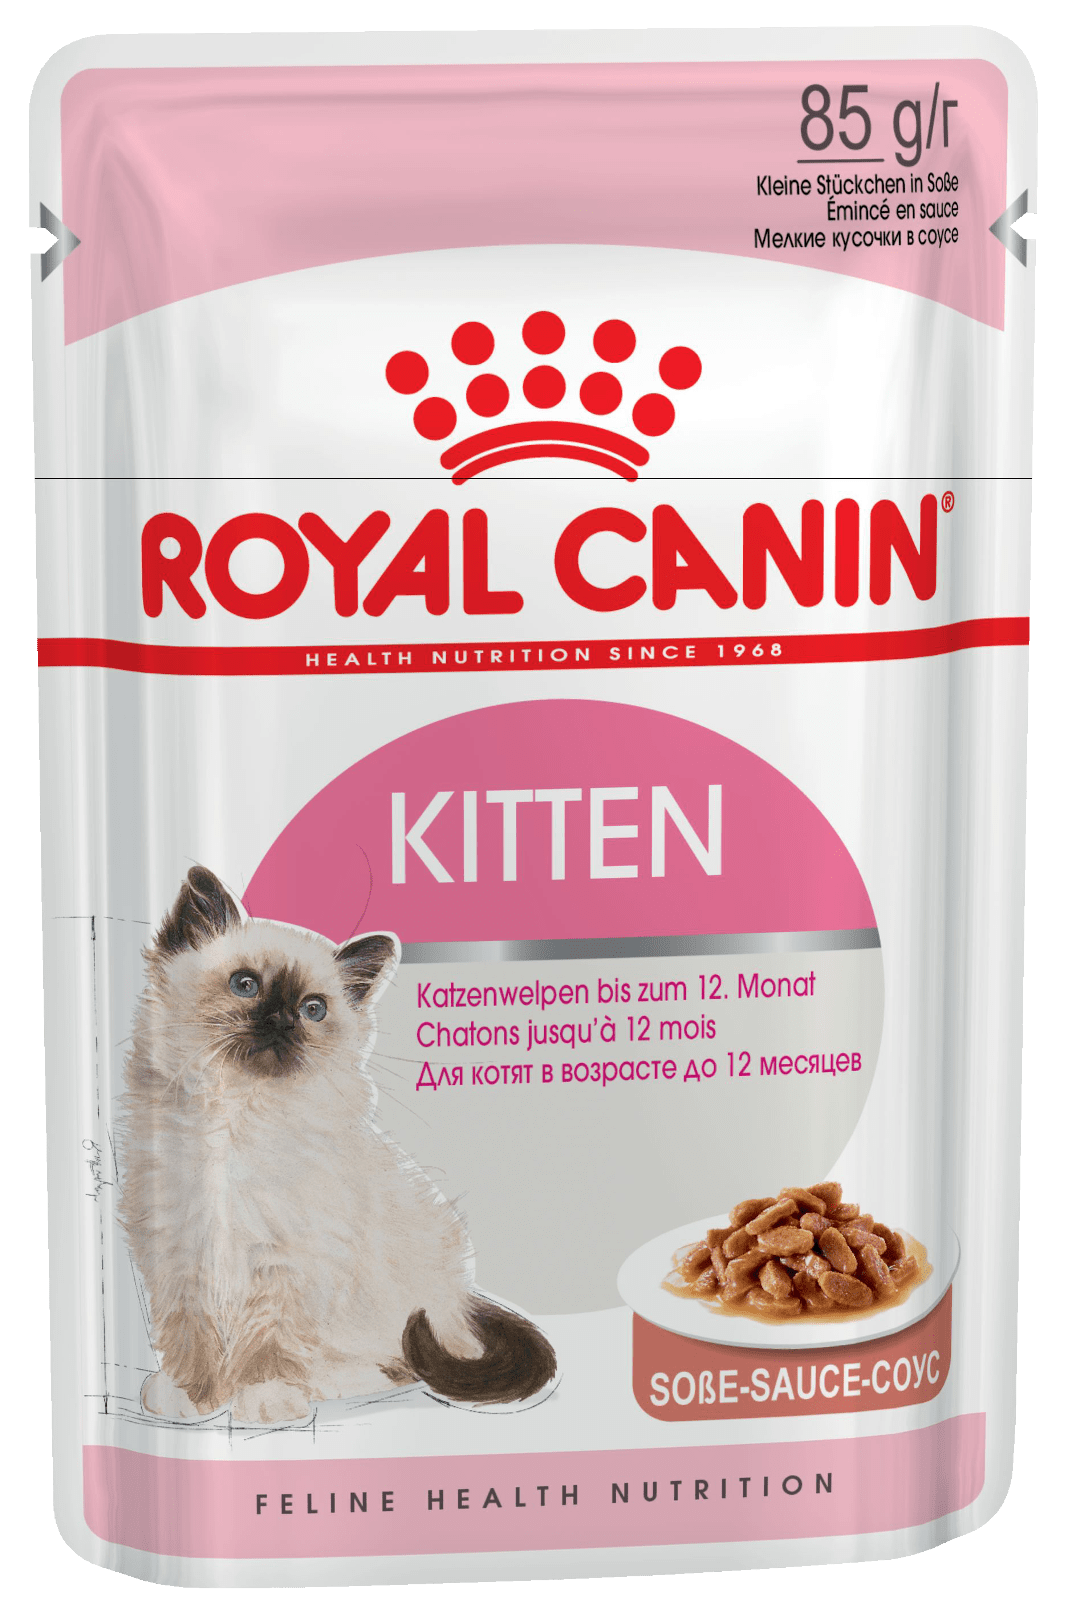 85 g/г
Kleine Stückchen in Soße
Émincé en sauce
Мелкие кусочки в соусе
ROYAL CANIN®
HEALTH NUTRITION SINCE 1968
KITTEN
Katzenwelpen bis zum 12. Monat
Chatons jusqu'à 12 mois
Для котят в возрасте до 12 месяцев
SOßE-SAUCE-СОУС
FELINE HEALTH NUTRITION